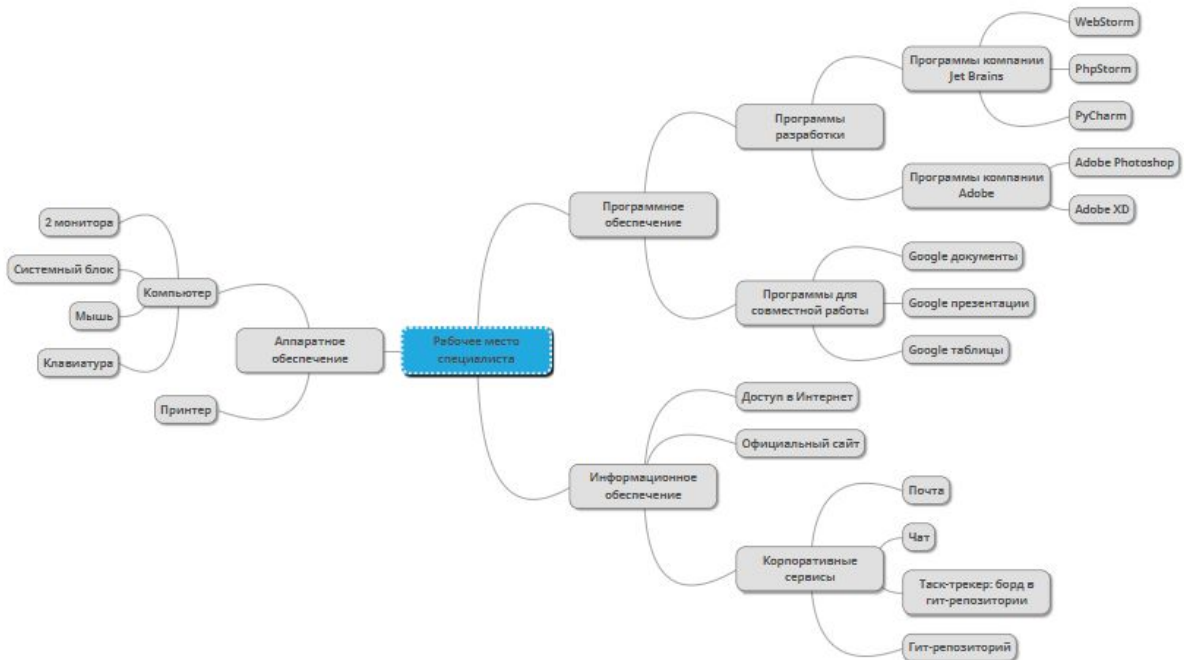 WebStorm
Программы компании
Jet Brains
PhpStorm
Программы
разработки
PyCharm
Adobe Photoshop
Программы компании
Adobe
Adobe XD
Программное
обеспечение
2 монитора
Google документы
Системный блок
Компьютер
Программы для
совместной работы
Google презентации
Мышь
Аппаратное
обеспечение
Рабочее место
специалиста
Google таблицы
Клавиатура
Доступ в Интернет
Принтер
Официальный сайт
Информационное
обеспечение
Почта
Чат
Корпоративные
сервисы
Таск-трекер: борд в
гит-репозитории
Гит-репозиторий